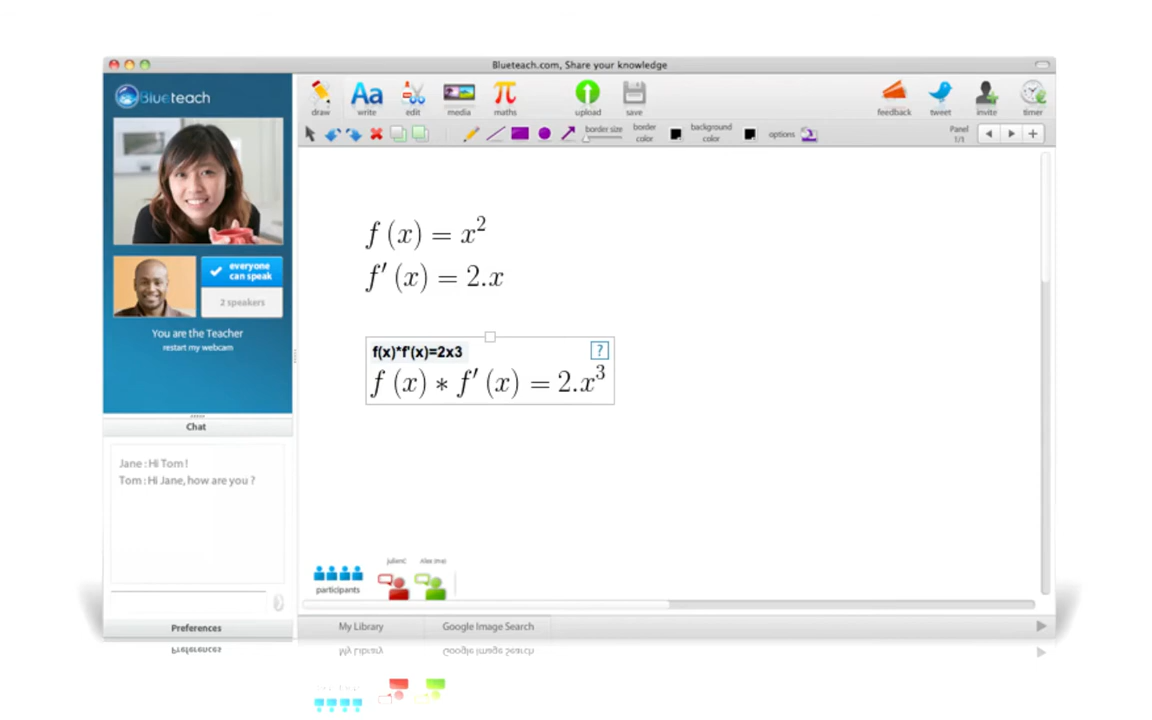 Blueteach.com, Share your knowledge
Blueteach
draw write edit media maths upload save feedback tweet invite timer
border size border color background color options Panel 1/1
everyone can speak
2 speakers
You are the Teacher
restart my webcam
f (x) = x²
f′ (x) = 2.x
f(x)*f'(x)=2x3 ?
f (x) ∗ f′ (x) = 2.x³
Chat
Jane : Hi Tom !
Tom : Hi Jane, how are you ?
participants
Preferences My Library Google Image Search